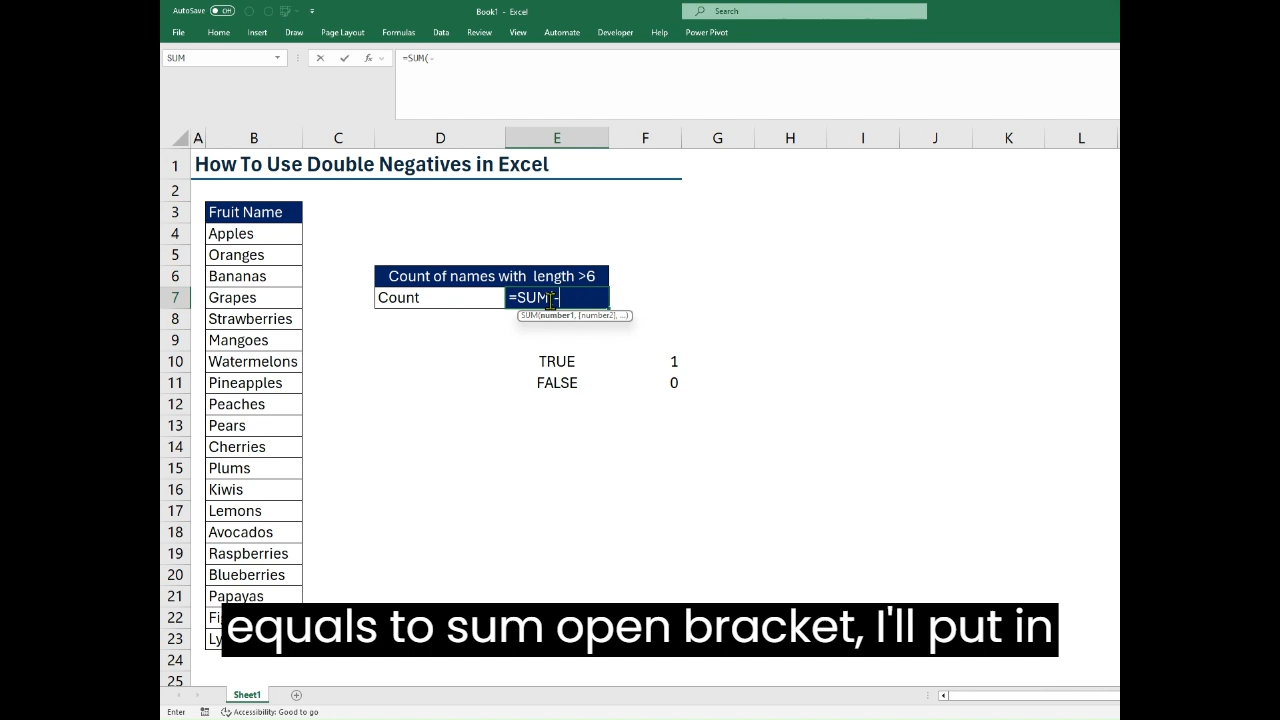 AutoSave Off Book1 - Excel Search
File Home Insert Draw Page Layout Formulas Data Review View Automate Developer Help Power Pivot
SUM fx =SUM(-
A B C D E F G H I J K L
1 How To Use Double Negatives in Excel
2
3 Fruit Name
4 Apples
5 Oranges
6 Bananas Count of names with length >6
7 Grapes Count =SUM(-
8 Strawberries SUM(number1, [number2], ...)
9 Mangoes
10 Watermelons TRUE 1
11 Pineapples FALSE 0
12 Peaches
13 Pears
14 Cherries
15 Plums
16 Kiwis
17 Lemons
18 Avocados
19 Raspberries
20 Blueberries
21 Papayas
22
23
equals to sum open bracket, I'll put in
24
25
Sheet1
Enter Accessibility: Good to go